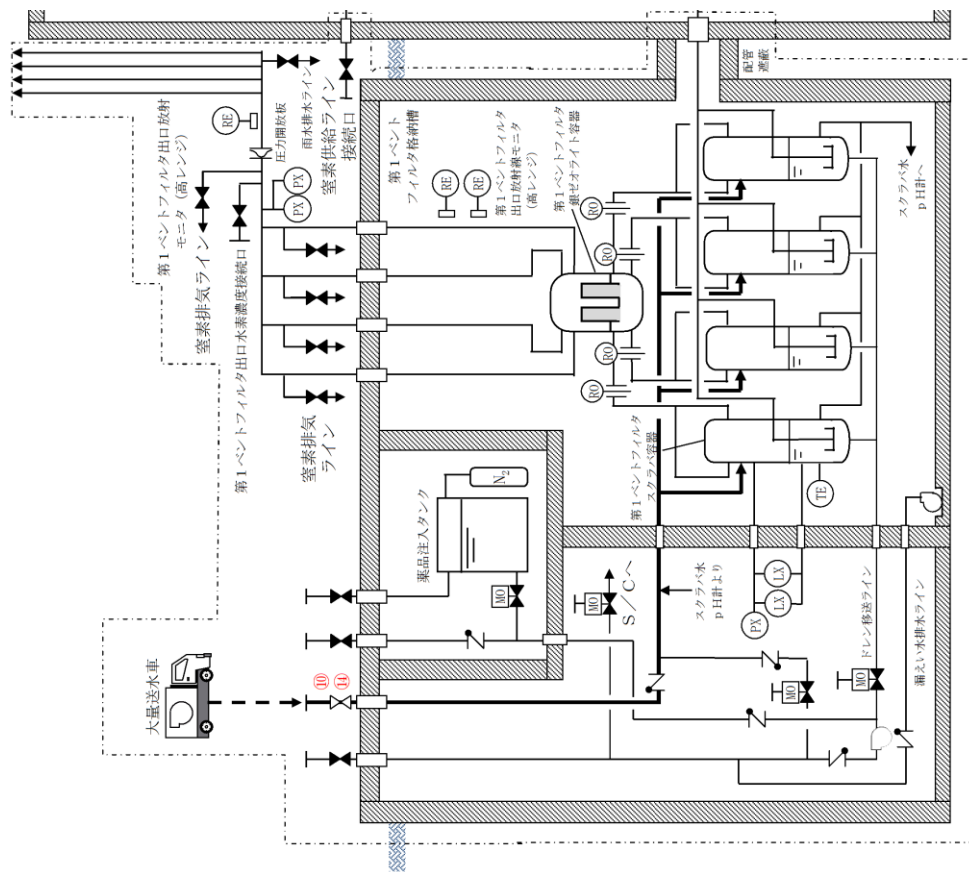 第１ベントフィルタ出口放射
モニタ（高レンジ）
RE
圧力開放板
雨水排水ライン
窒素供給ライン
接続口
窒素排気ライン
第１ベントフィルタ出口水素濃度接続口
PX
PX
窒素排気
ライン
第１ベント
フィルタ格納槽
RE
RE
第１ベントフィルタ
出口放射線モニタ
（高レンジ）
第１ベントフィルタ
銀ゼオライト容器
配管
遮蔽
RO
RO
RO
RO
スクラバ水
ｐＨ計へ
第１ベントフィルタ
スクラバ容器
TE
薬品注入タンク
N₂
MO
MO
Ｓ／Ｃへ
スクラバ水
ｐＨ計より
PX
LX
LX
MO
MO
ドレン移送ライン
漏えい水排水ライン
大量送水車
⑩
⑭